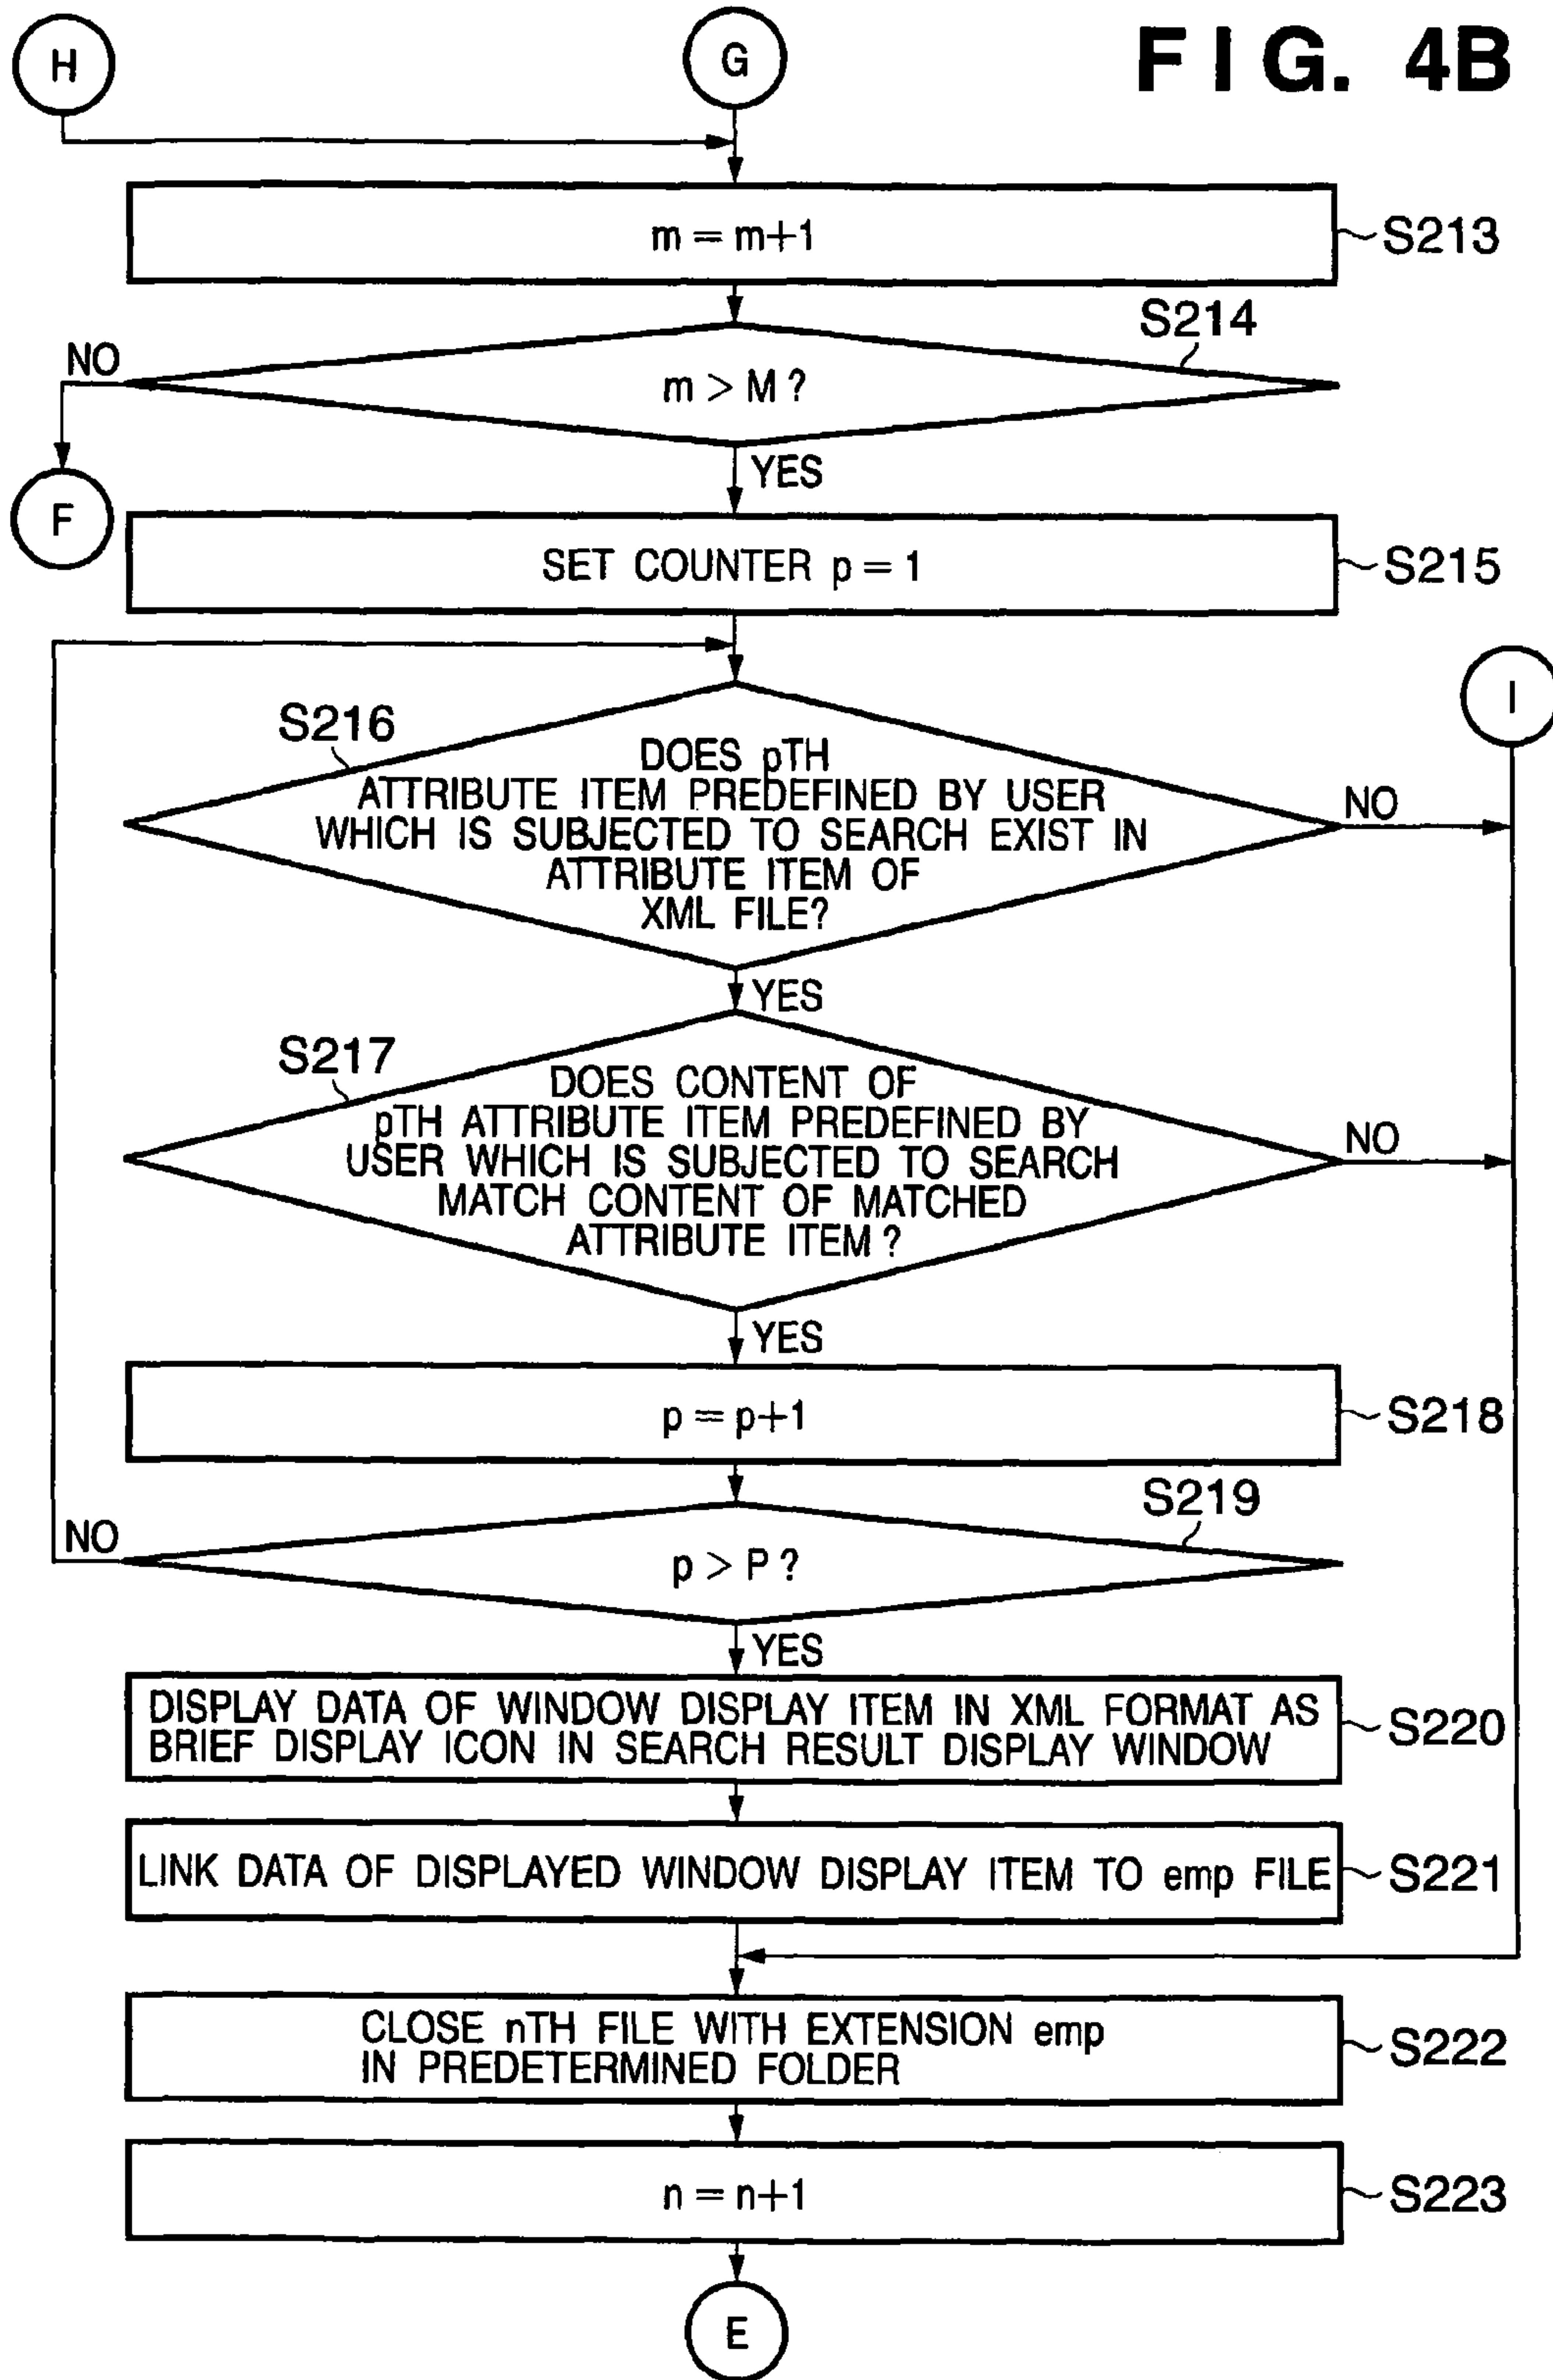 H
G
F I G. 4B
m = m+1
S213
S214
NO
m > M ?
YES
F
SET COUNTER p = 1
S215
I
S216
DOES pTH
ATTRIBUTE ITEM PREDEFINED BY USER
WHICH IS SUBJECTED TO SEARCH EXIST IN
ATTRIBUTE ITEM OF
XML FILE?
NO
YES
S217
DOES CONTENT OF
pTH ATTRIBUTE ITEM PREDEFINED BY
USER WHICH IS SUBJECTED TO SEARCH
MATCH CONTENT OF MATCHED
ATTRIBUTE ITEM ?
NO
YES
p = p+1
S218
S219
NO
p > P ?
YES
DISPLAY DATA OF WINDOW DISPLAY ITEM IN XML FORMAT AS
BRIEF DISPLAY ICON IN SEARCH RESULT DISPLAY WINDOW
S220
LINK DATA OF DISPLAYED WINDOW DISPLAY ITEM TO emp FILE
S221
CLOSE nTH FILE WITH EXTENSION emp
IN PREDETERMINED FOLDER
S222
n = n+1
S223
E